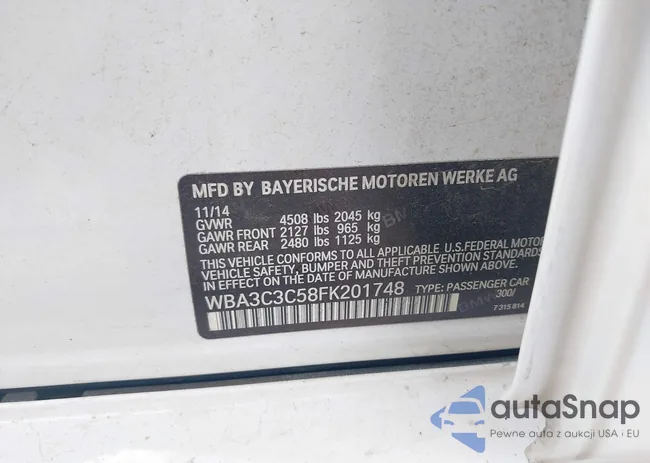 MFD BY BAYERISCHE MOTOREN WERKE AG
11/14
GVWR 4508 lbs 2045 kg
GAWR FRONT 2127 lbs 965 kg
GAWR REAR 2480 lbs 1125 kg
THIS VEHICLE CONFORMS TO ALL APPLICABLE U.S.FEDERAL MOTOR
VEHICLE SAFETY, BUMPER, AND THEFT PREVENTION STANDARDS
IN EFFECT ON THE DATE OF MANUFACTURE SHOWN ABOVE.
WBA3C3C58FK201748 TYPE: PASSENGER CAR
300/
7 315 814
autaSnap
Pewne auta z aukcji USA i EU